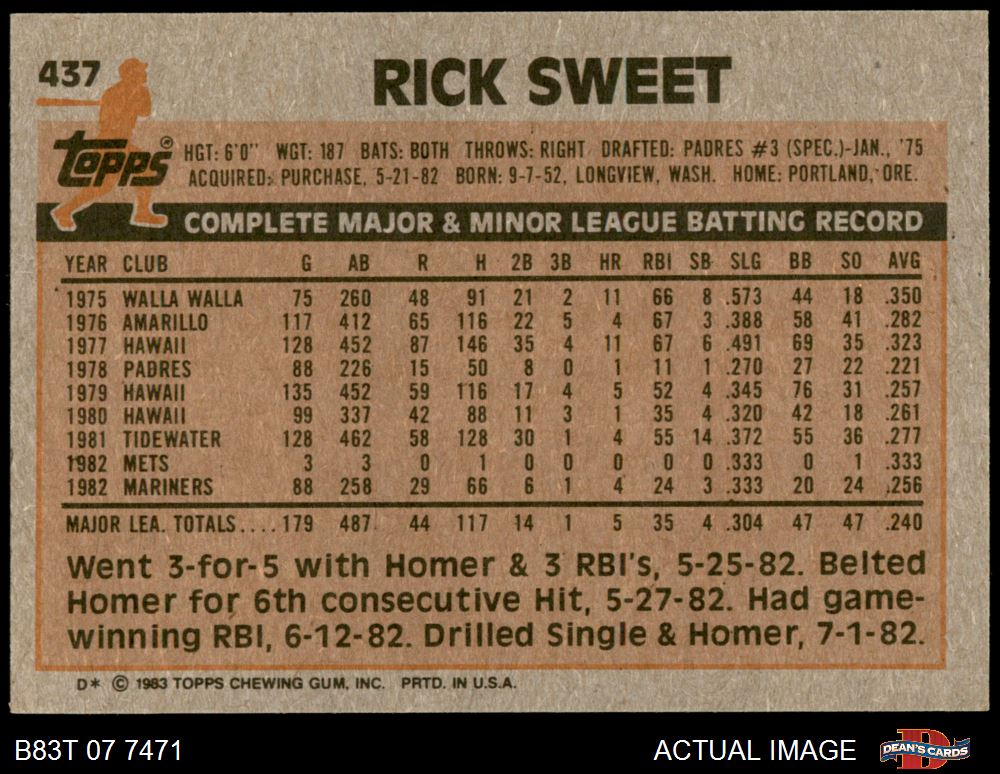 437
RICK SWEET
Topps®
HGT: 6'0" WGT: 187 BATS: BOTH THROWS: RIGHT DRAFTED: PADRES #3 (SPEC.)-JAN., '75
ACQUIRED: PURCHASE, 5-21-82 BORN: 9-7-52, LONGVIEW, WASH. HOME: PORTLAND, ORE.
COMPLETE MAJOR & MINOR LEAGUE BATTING RECORD
YEAR CLUB G AB R H 2B 3B HR RBI SB SLG BB SO AVG
1975 WALLA WALLA 75 260 48 91 21 2 11 66 8 .573 44 18 .350
1976 AMARILLO 117 412 65 116 22 5 4 67 3 .388 58 41 .282
1977 HAWAII 128 452 87 146 35 4 11 67 6 .491 69 35 .323
1978 PADRES 88 226 15 50 8 0 1 11 1 .270 27 22 .221
1979 HAWAII 135 452 59 116 17 4 5 52 4 .345 76 31 .257
1980 HAWAII 99 337 42 88 11 3 1 35 4 .320 42 18 .261
1981 TIDEWATER 128 462 58 128 30 1 4 55 14 .372 55 36 .277
1982 METS 3 3 0 1 0 0 0 0 0 .333 0 1 .333
1982 MARINERS 88 258 29 66 6 1 4 24 3 .333 20 24 .256
MAJOR LEA. TOTALS.... 179 487 44 117 14 1 5 35 4 .304 47 47 .240
Went 3-for-5 with Homer & 3 RBI's, 5-25-82. Belted
Homer for 6th consecutive Hit, 5-27-82. Had game-
winning RBI, 6-12-82. Drilled Single & Homer, 7-1-82.
D* © 1983 TOPPS CHEWING GUM, INC. PRTD. IN U.S.A.
B83T 07 7471
ACTUAL IMAGE
DEAN'S CARDS